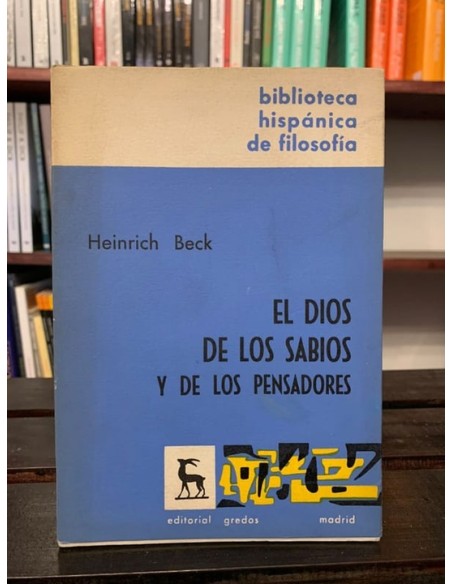 biblioteca
hispánica
de filosofía
Heinrich Beck
EL DIOS
DE LOS SABIOS
Y DE LOS PENSADORES
editorial gredos madrid